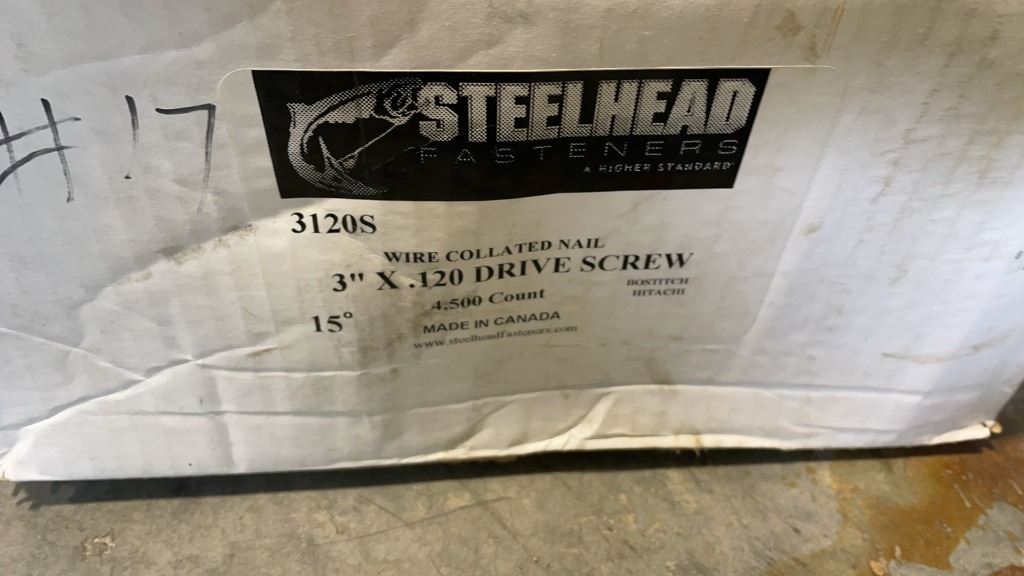 #17
STEELHEAD
FASTENERS
A HIGHER STANDARD
3120S
WIRE COLLATED NAIL
3" X .120 DRIVE SCREW
4,500 Count
BOSTITCH
HITACHI
15°
MADE IN CANADA
www.steelheadfasteners.com